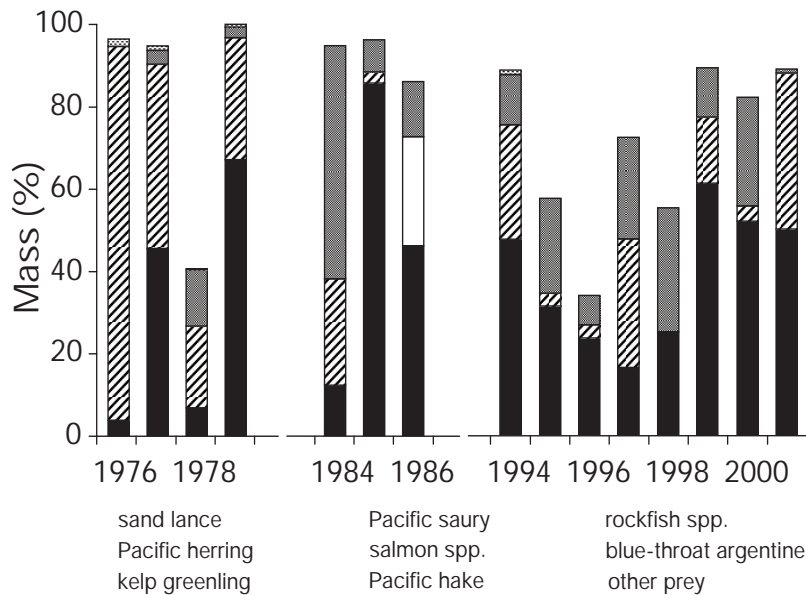 100
80
60
40
20
0
Mass (%)
1976 1978 1984 1986 1994 1996 1998 2000
sand lance Pacific saury rockfish spp.
Pacific herring salmon spp. blue-throat argentine
kelp greenling Pacific hake other prey